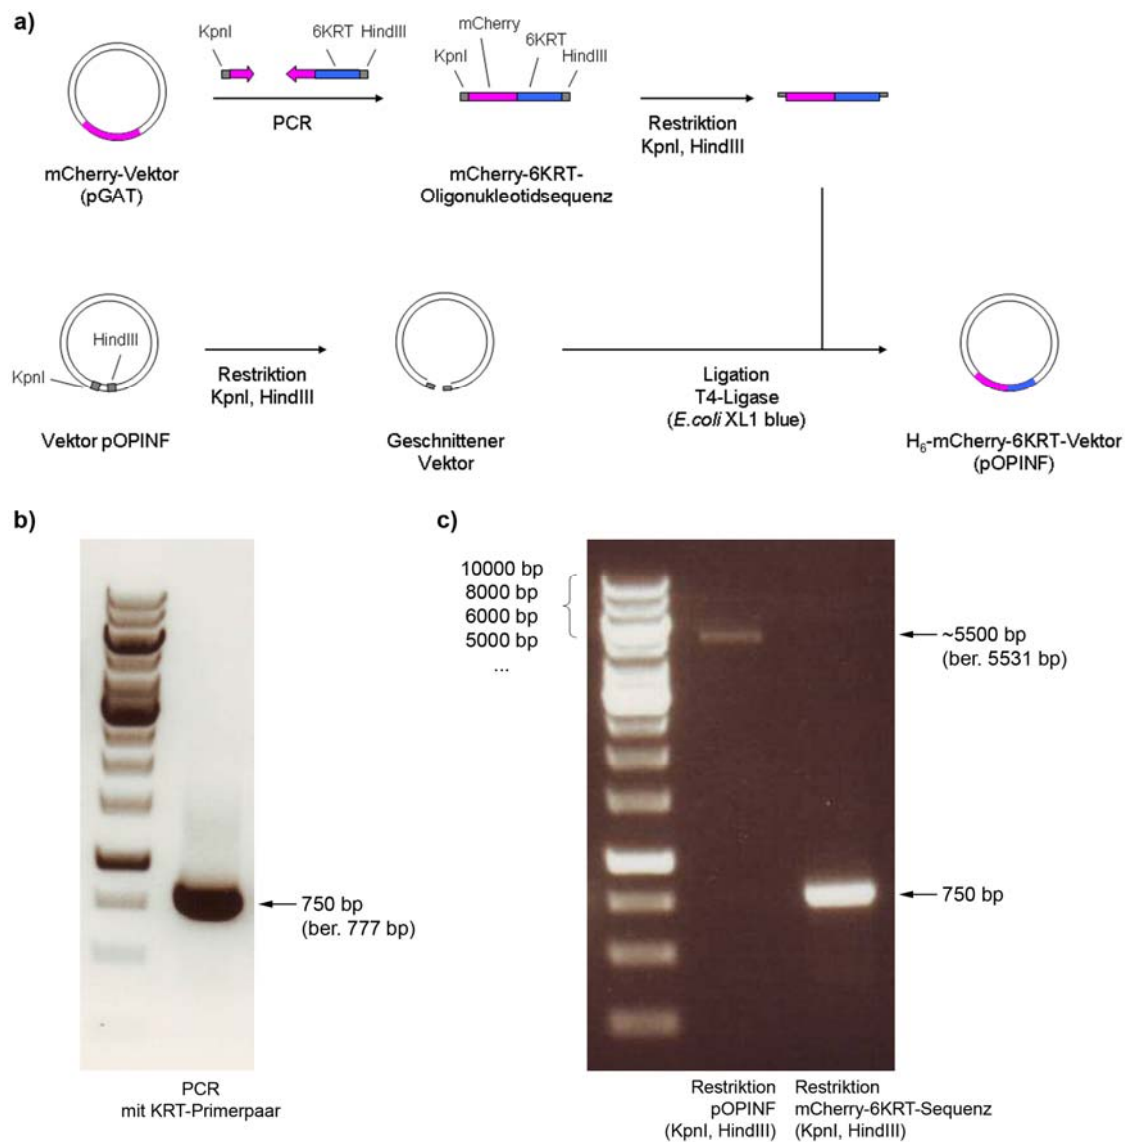 a)
KpnI
6KRT
HindIII
PCR
mCherry-Vektor
(pGAT)
mCherry
KpnI
6KRT
HindIII
mCherry-6KRT-
Oligonukleotidsequenz
Restriktion
KpnI, HindIII
HindIII
KpnI
Vektor pOPINF
Restriktion
KpnI, HindIII
Geschnittener
Vektor
Ligation
T4-Ligase
(E.coli XL1 blue)
H₆-mCherry-6KRT-Vektor
(pOPINF)
b)
750 bp
(ber. 777 bp)
PCR
mit KRT-Primerpaar
c)
10000 bp
8000 bp
6000 bp
5000 bp
...
~5500 bp
(ber. 5531 bp)
750 bp
Restriktion
pOPINF
(KpnI, HindIII)
Restriktion
mCherry-6KRT-Sequenz
(KpnI, HindIII)